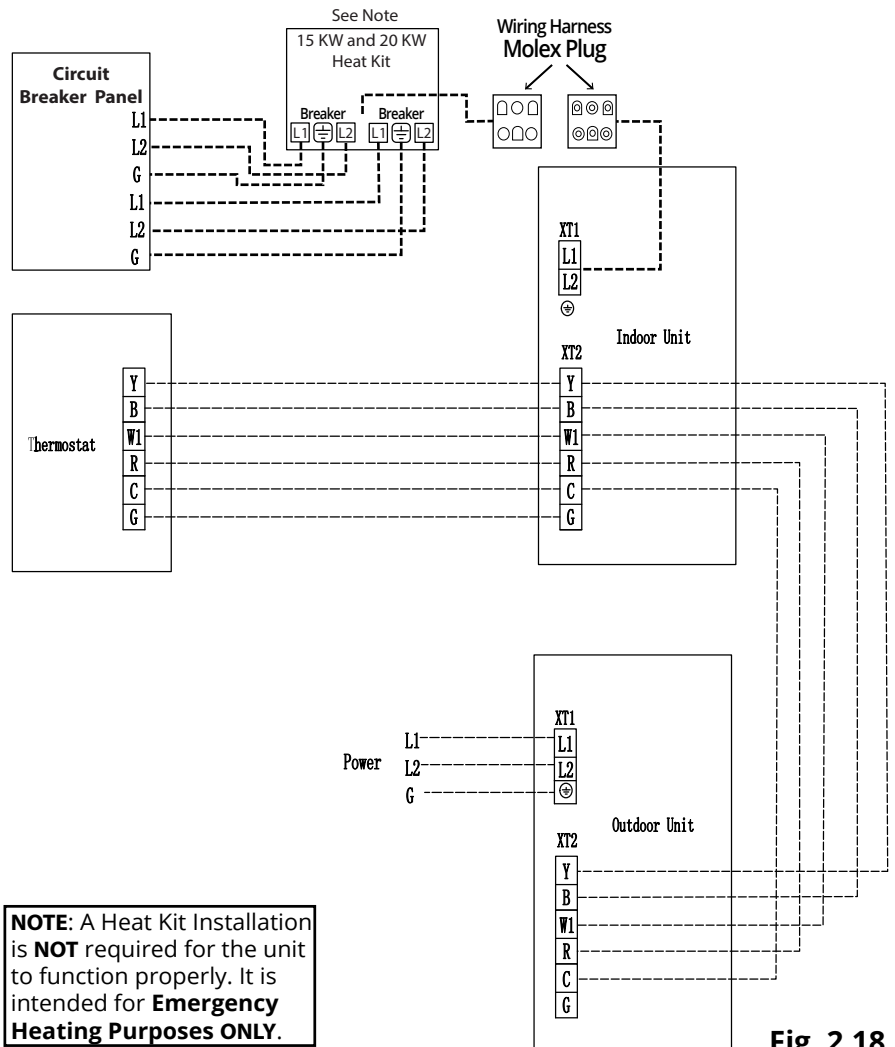 See Note
15 KW and 20 KW
Heat Kit
Breaker Breaker
L1 L2 L1 L2
Wiring Harness
Molex Plug
Circuit
Breaker Panel
L1
L2
G
L1
L2
G
XT1
L1
L2
Indoor Unit
XT2
Y
B
W1
R
C
G
Thermostat
Y
B
W1
R
C
G
Power
L1
L2
G
XT1
L1
L2
Outdoor Unit
XT2
Y
B
W1
R
C
G
NOTE: A Heat Kit Installation
is NOT required for the unit
to function properly. It is
intended for Emergency
Heating Purposes ONLY.
Fig. 2.18